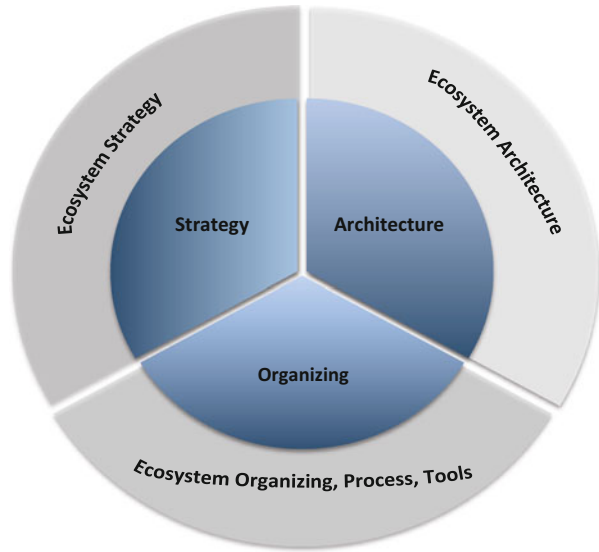 Ecosystem Strategy
Ecosystem Architecture
Strategy
Architecture
Organizing
Ecosystem Organizing, Process, Tools